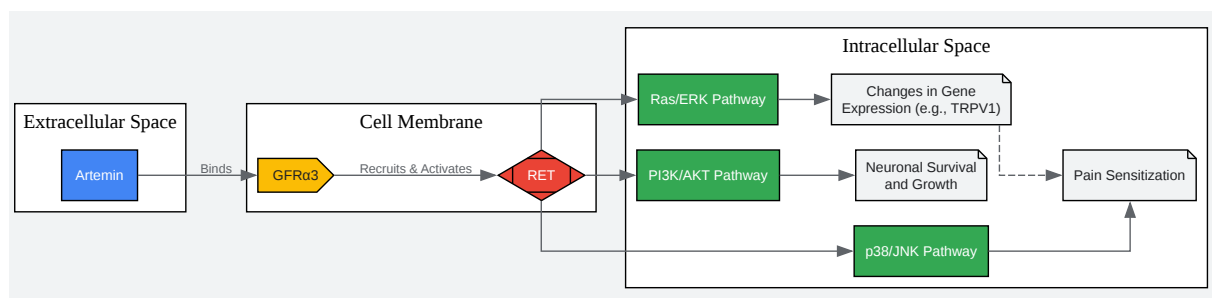 Extracellular Space
Artemin
Binds
Cell Membrane
GFRα3
Recruits & Activates
RET
Intracellular Space
Ras/ERK Pathway
Changes in Gene
Expression (e.g., TRPV1)
PI3K/AKT Pathway
Neuronal Survival
and Growth
Pain Sensitization
p38/JNK Pathway